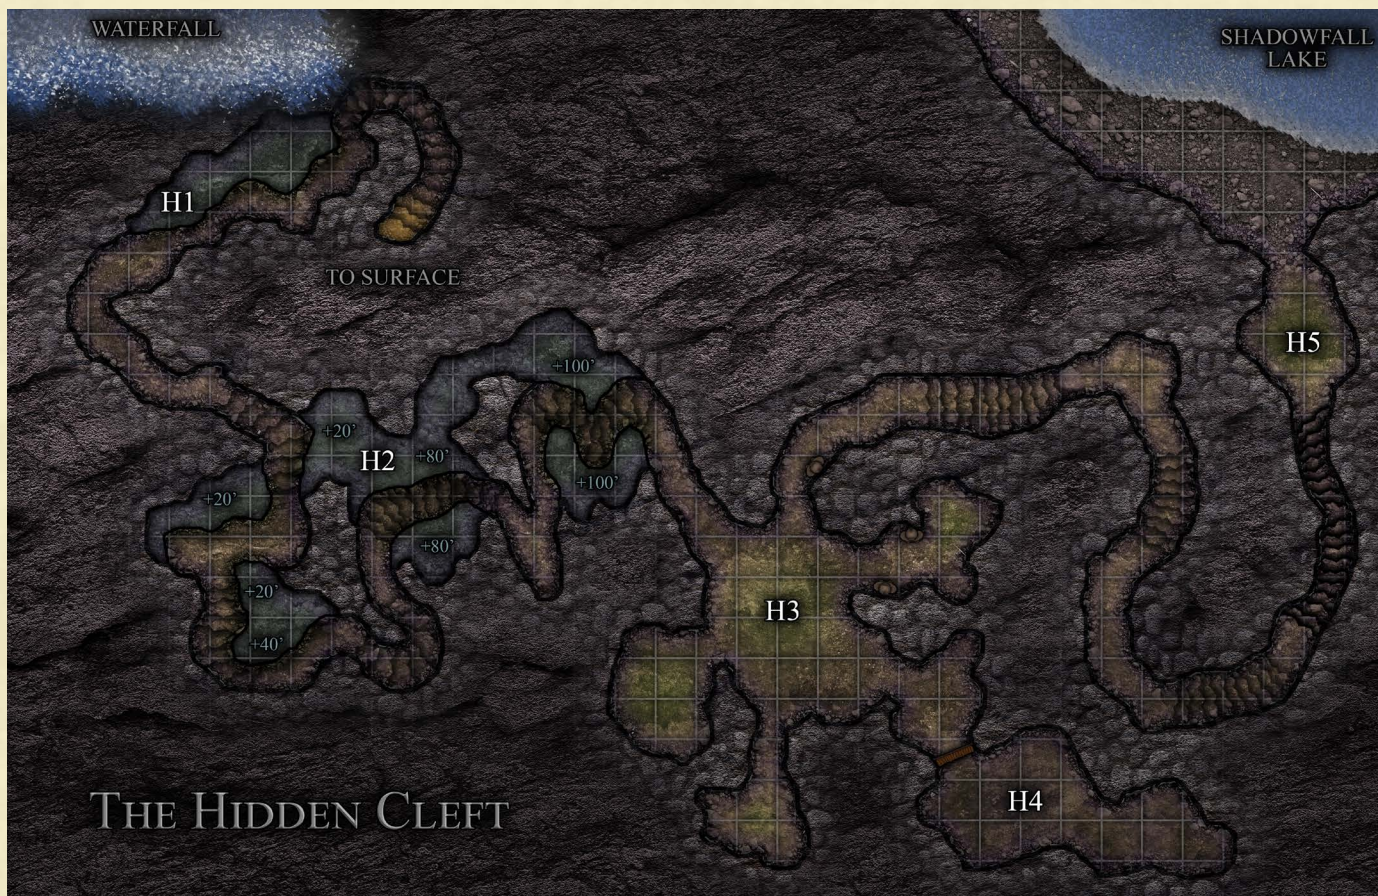 WATERFALL
SHADOWFALL
LAKE
H1
TO SURFACE
H5
+100'
+20'
H2
+80'
+100'
+20'
+80'
+20'
H3
+40'
H4
THE HIDDEN CLEFT